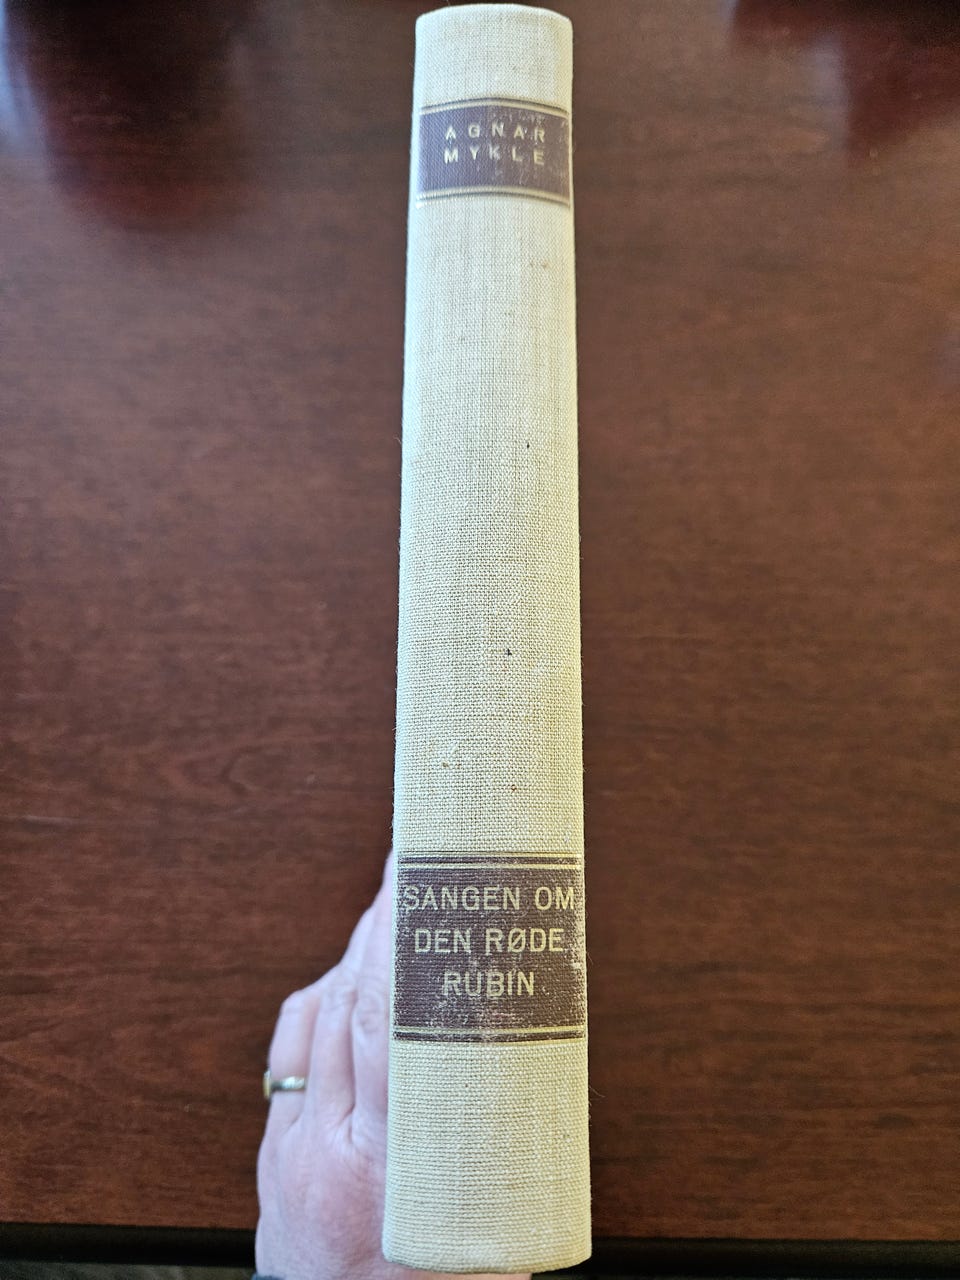 AGNAR
MYKLE
SANGEN OM
DEN RØDE
RUBIN